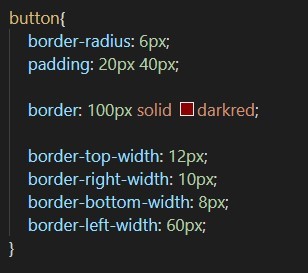 button{
border-radius: 6px;
padding: 20px 40px;
border: 100px solid darkred;
border-top-width: 12px;
border-right-width: 10px;
border-bottom-width: 8px;
border-left-width: 60px;
}